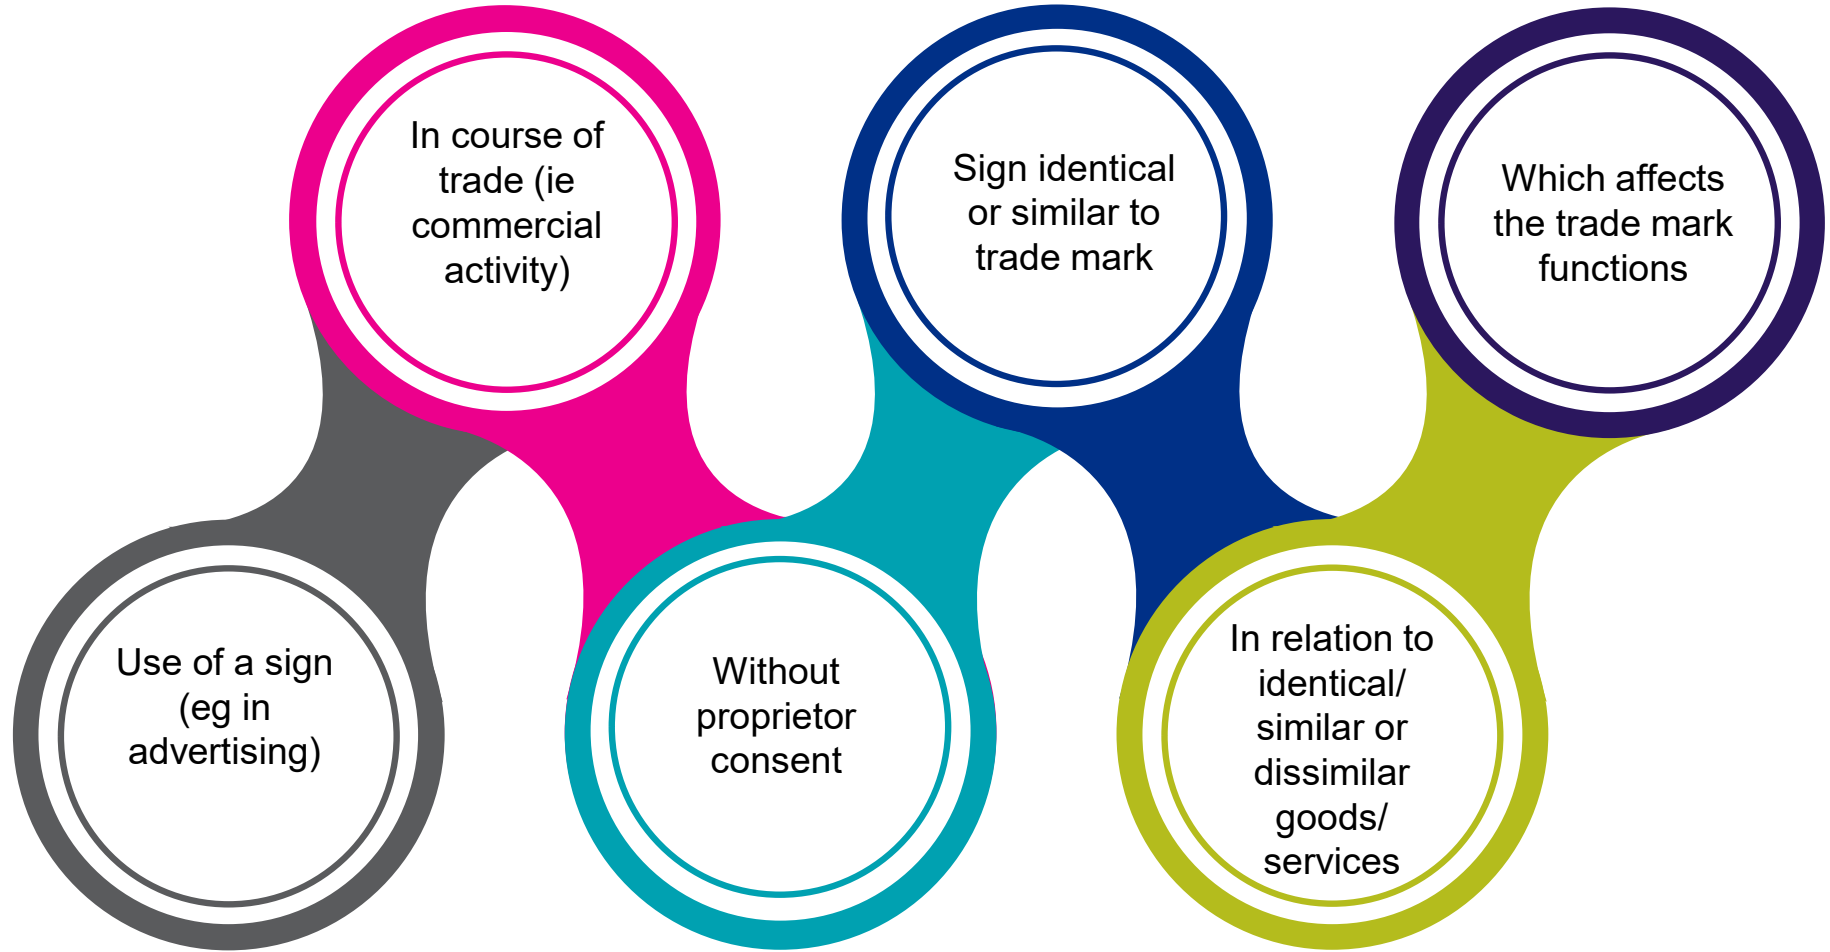 Use of a sign
(eg in
advertising)
In course of
trade (ie
commercial
activity)
Without
proprietor
consent
Sign identical
or similar to
trade mark
In relation to
identical/
similar or
dissimilar
goods/
services
Which affects
the trade mark
functions